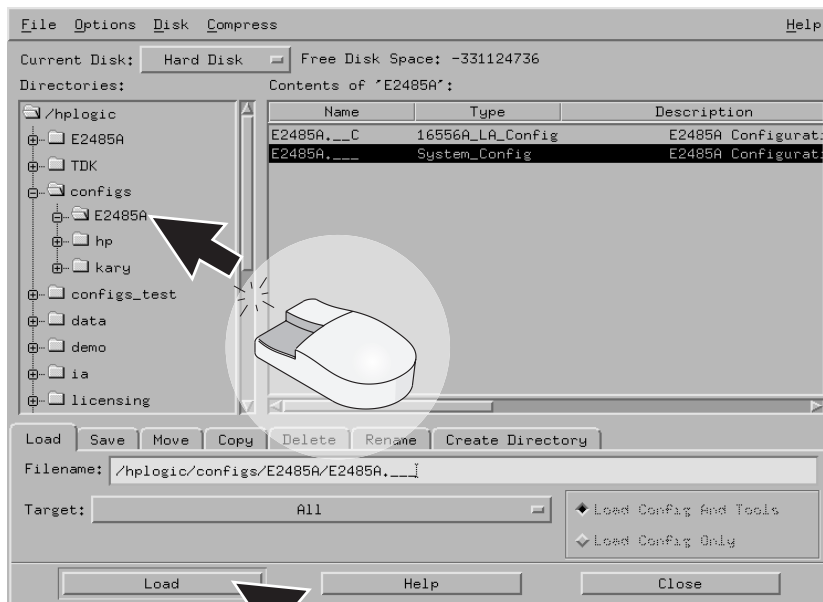 File Options Disk Compress Help
Current Disk: Hard Disk Free Disk Space: -331124736
Directories: Contents of ´E2485A´:
/hplogic
E2485A
TDK
configs
E2485A
hp
kary
configs_test
data
demo
ia
licensing
Name Type Description
E2485A.__C 16556A_LA_Config E2485A Configurati
E2485A.___ System_Config E2485A Configurati
Load Save Move Copy Delete Rename Create Directory
Filename: /hplogic/configs/E2485A/E2485A.___
Target: All
Load Config And Tools
Load Config Only
Load Help Close